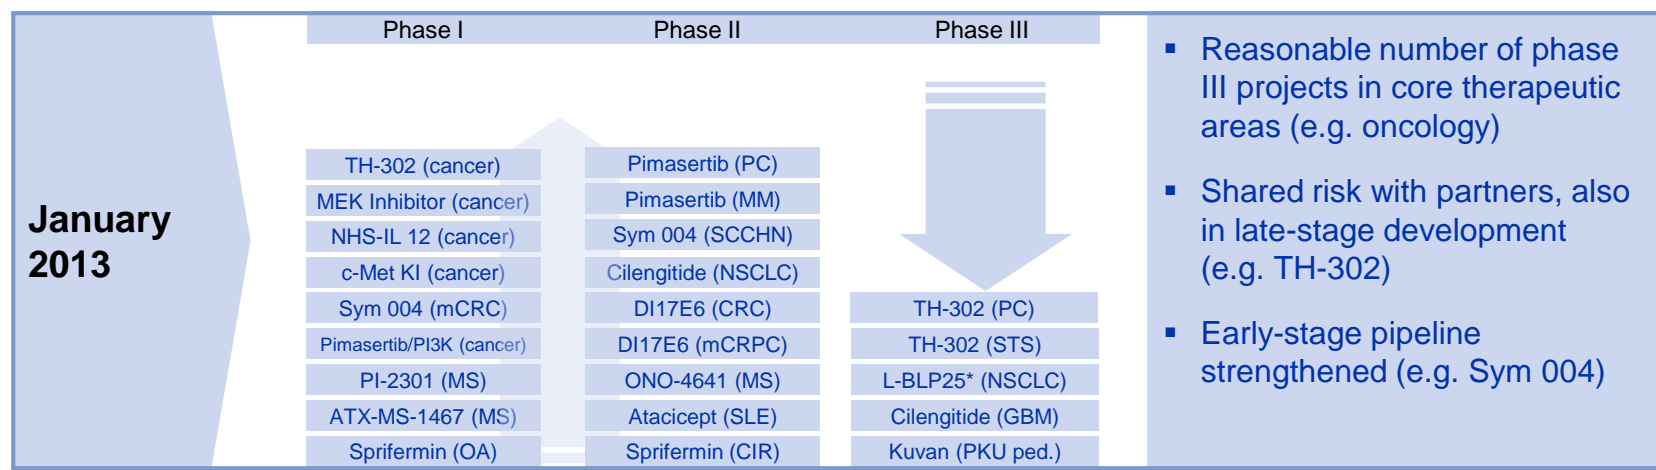 January
2013
Phase I
Phase II
Phase III
TH-302 (cancer)
MEK Inhibitor (cancer)
NHS-IL 12 (cancer)
c-Met KI (cancer)
Sym 004 (mCRC)
Pimasertib/PI3K (cancer)
PI-2301 (MS)
ATX-MS-1467 (MS)
Sprifermin (OA)
Pimasertib (PC)
Pimasertib (MM)
Sym 004 (SCCHN)
Cilengitide (NSCLC)
DI17E6 (CRC)
DI17E6 (mCRPC)
ONO-4641 (MS)
Atacicept (SLE)
Sprifermin (CIR)
TH-302 (PC)
TH-302 (STS)
L-BLP25* (NSCLC)
Cilengitide (GBM)
Kuvan (PKU ped.)
▪ Reasonable number of phase
III projects in core therapeutic
areas (e.g. oncology)
▪ Shared risk with partners, also
in late-stage development
(e.g. TH-302)
▪ Early-stage pipeline
strengthened (e.g. Sym 004)